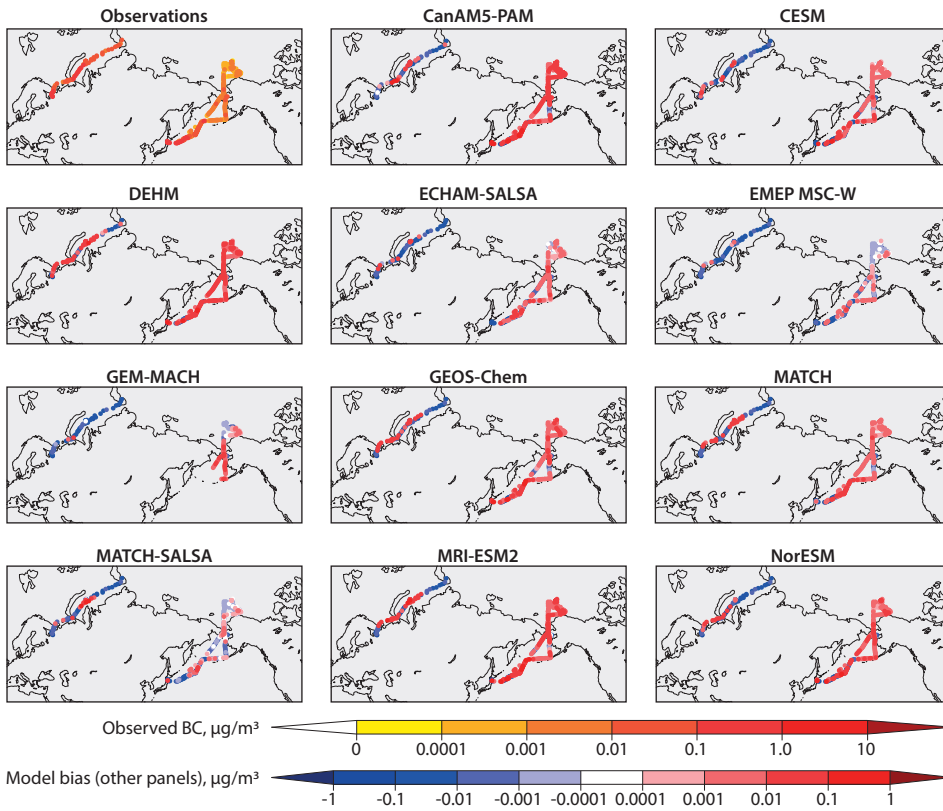 Observations CanAM5-PAM CESM
DEHM ECHAM-SALSA EMEP MSC-W
GEM-MACH GEOS-Chem MATCH
MATCH-SALSA MRI-ESM2 NorESM
Observed BC, µg/m³
0 0.0001 0.001 0.01 0.1 1.0 10
Model bias (other panels), µg/m³
-1 -0.1 -0.01 -0.001 -0.0001 0.0001 0.001 0.01 0.01 0.1 1